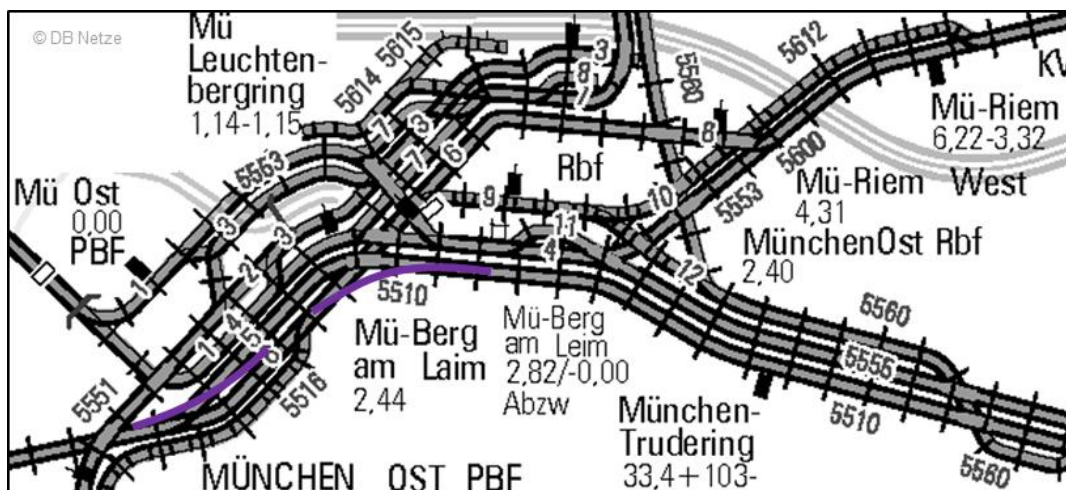 © DB Netze
Mü
Leuchten-
bergring
1,14-1,15
5614
5615
3
8
7
5560
5612
KV
Mü-Riem
6,22-3,32
7
3
7
6
8
5600
5553
Rbf
Mü-Riem West
4,31
Mü Ost
0,00
PBF
5553
3
3
9
10
11
4
12
MünchenOst Rbf
2,40
1
2
4
1
5
6
5551
5516
5510
Mü-Berg
am Laim
2,44
Mü-Berg
am Leim
2,82/-0,00
Abzw
5560
5556
5510
München-
Trudering
33,4+103-
5560
MÜNCHEN OST PBF